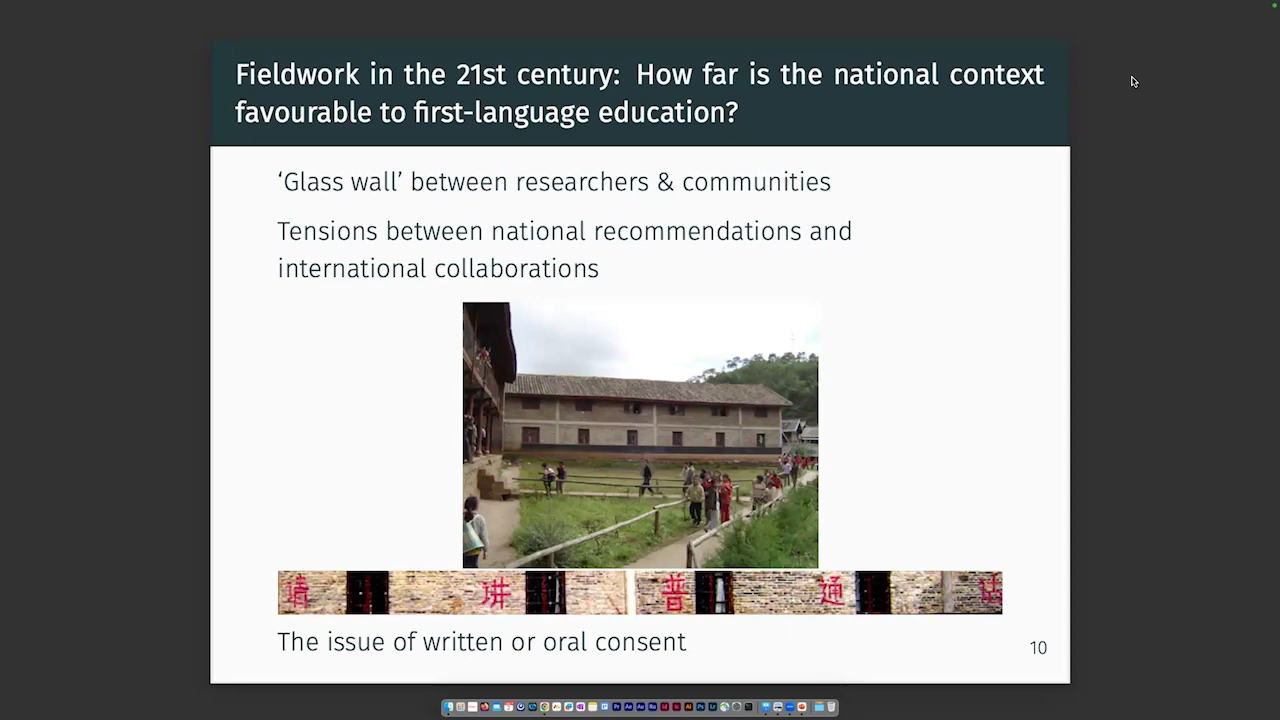 Fieldwork in the 21st century: How far is the national context
favourable to first-language education?
‘Glass wall’ between researchers & communities
Tensions between national recommendations and
international collaborations
请 讲 普 通 话
The issue of written or oral consent
10